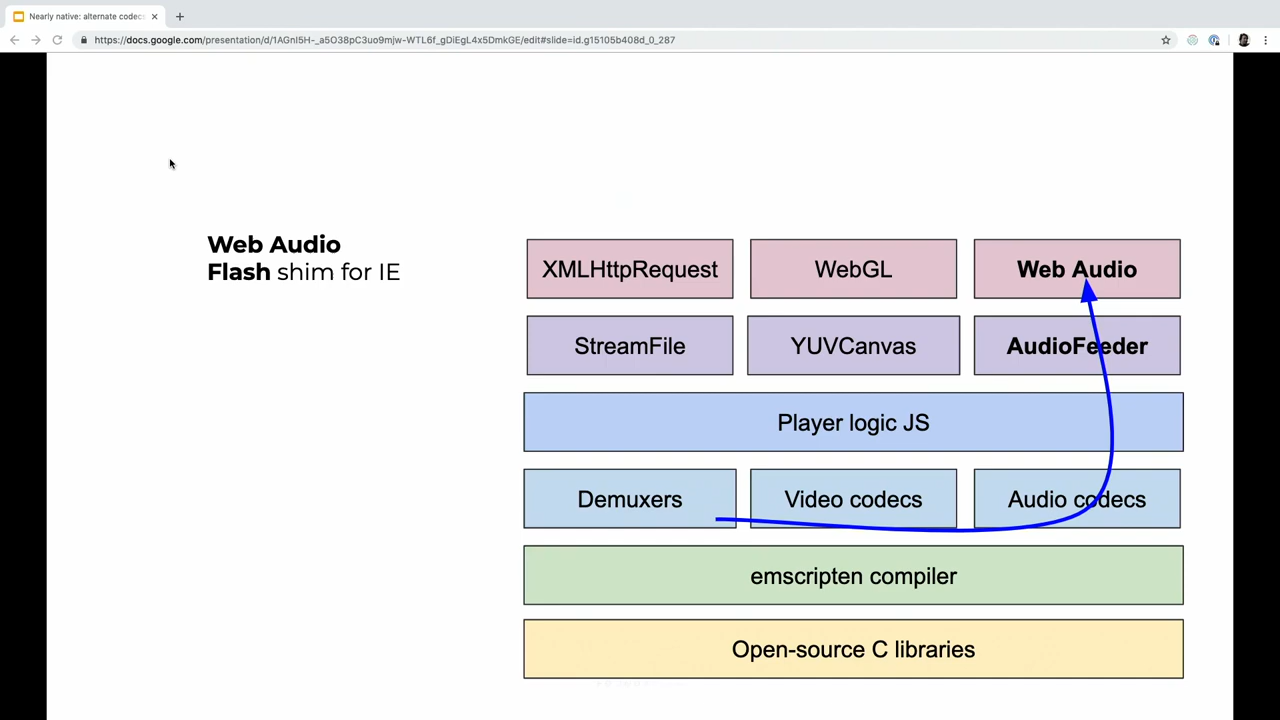 Nearly native: alternate codecs
https://docs.google.com/presentation/d/1AGnI5H-_a5O38pC3uo9mjw-WTL6f_gDiEgL4x5DmkGE/edit#slide=id.g15105b408d_0_287
Web Audio
Flash shim for IE
XMLHttpRequest
WebGL
Web Audio
StreamFile
YUVCanvas
AudioFeeder
Player logic JS
Demuxers
Video codecs
Audio codecs
emscripten compiler
Open-source C libraries